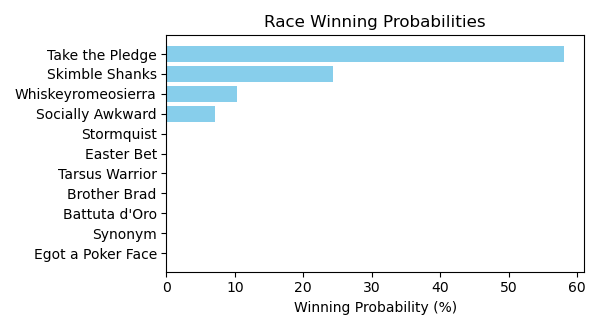 Race Winning Probabilities
Take the Pledge
Skimble Shanks
Whiskeyromeosierra
Socially Awkward
Stormquist
Easter Bet
Tarsus Warrior
Brother Brad
Battuta d'Oro
Synonym
Egot a Poker Face
0 10 20 30 40 50 60
Winning Probability (%)